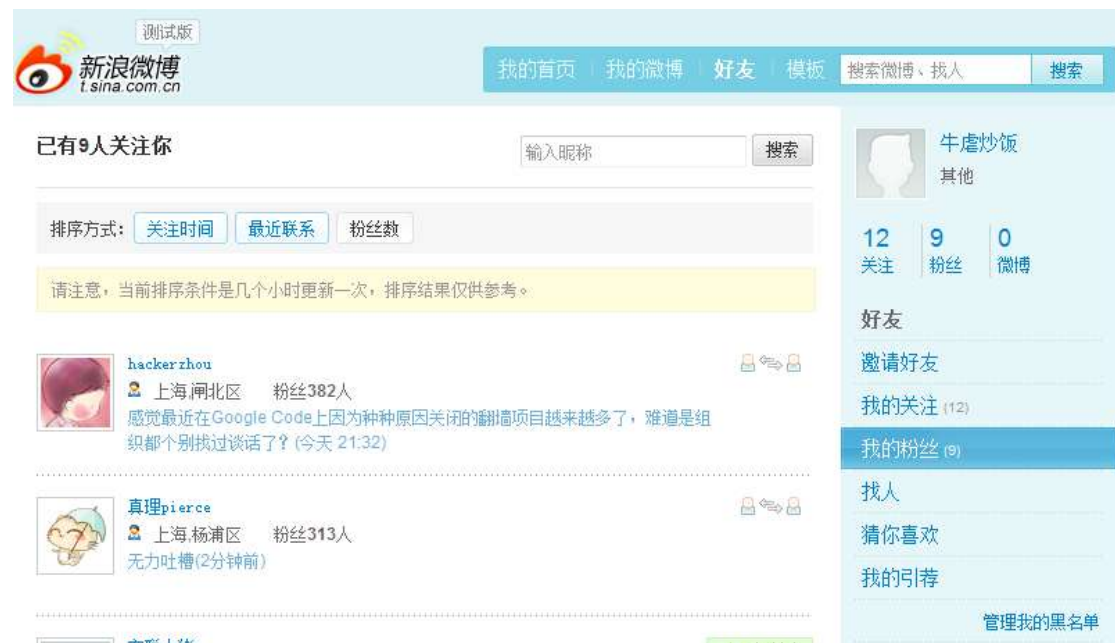 测试版
新浪微博
t.sina.com.cn
我的首页 我的微博 好友 模板 搜索微博、找人 搜索
已有9人关注你
输入昵称 搜索
排序方式： 关注时间 最近联系 粉丝数
请注意，当前排序条件是几个小时更新一次，排序结果仅供参考。
hackerzhou
上海,闸北区 粉丝382人
感觉最近在Google Code上因为种种原因关闭的翻墙项目越来越多了，难道是组
织都个别找过谈话了？(今天 21:32)
真理pierce
上海,杨浦区 粉丝313人
无力吐槽(2分钟前)
牛虐炒饭
其他
12 9 0
关注 粉丝 微博
好友
邀请好友
我的关注 (12)
我的粉丝 (9)
找人
猜你喜欢
我的引荐
管理我的黑名单